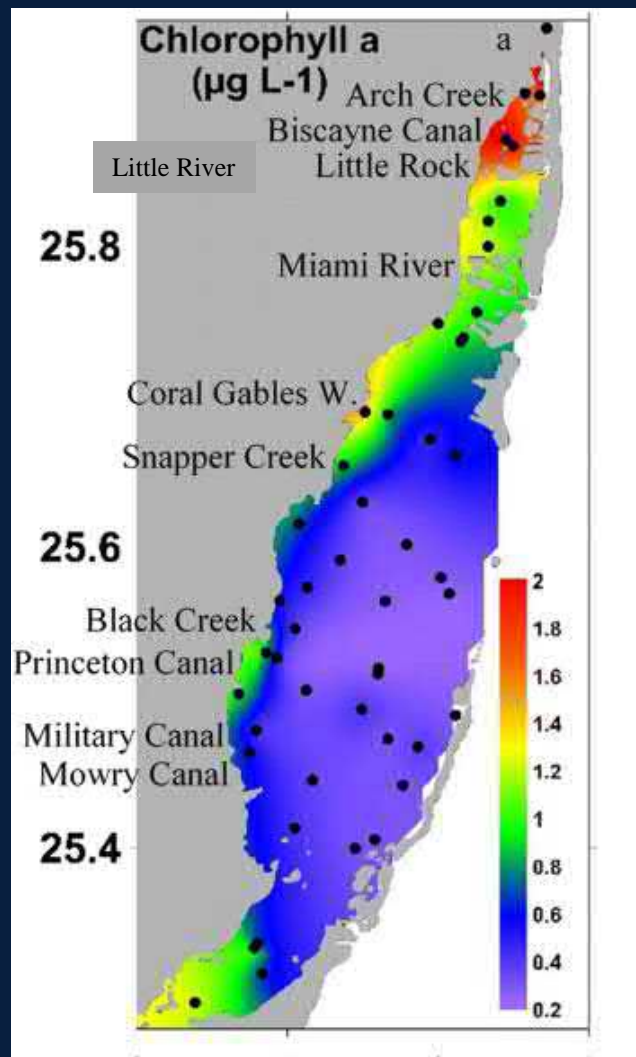 Chlorophyll a
(µg L-1)
a
Arch Creek
Biscayne Canal
Little Rock
Little River
25.8
Miami River
Coral Gables W.
Snapper Creek
25.6
Black Creek
Princeton Canal
Military Canal
Mowry Canal
25.4
2
1.8
1.6
1.4
1.2
1
0.8
0.6
0.4
0.2